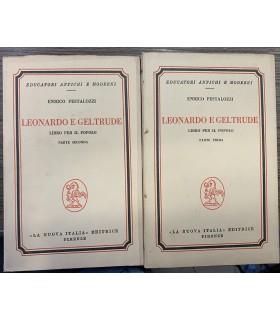 EDUCATORI ANTICHI E MODERNI
ENRICO PESTALOZZI
LEONARDO E GELTRUDE
LIBRO PER IL POPOLO
PARTE SECONDA
«LA NUOVA ITALIA» EDITRICE
FIRENZE
EDUCATORI ANTICHI E MODERNI
ENRICO PESTALOZZI
LEONARDO E GELTRUDE
LIBRO PER IL POPOLO
PARTE TERZA
«LA NUOVA ITALIA» EDITRICE
FIRENZE